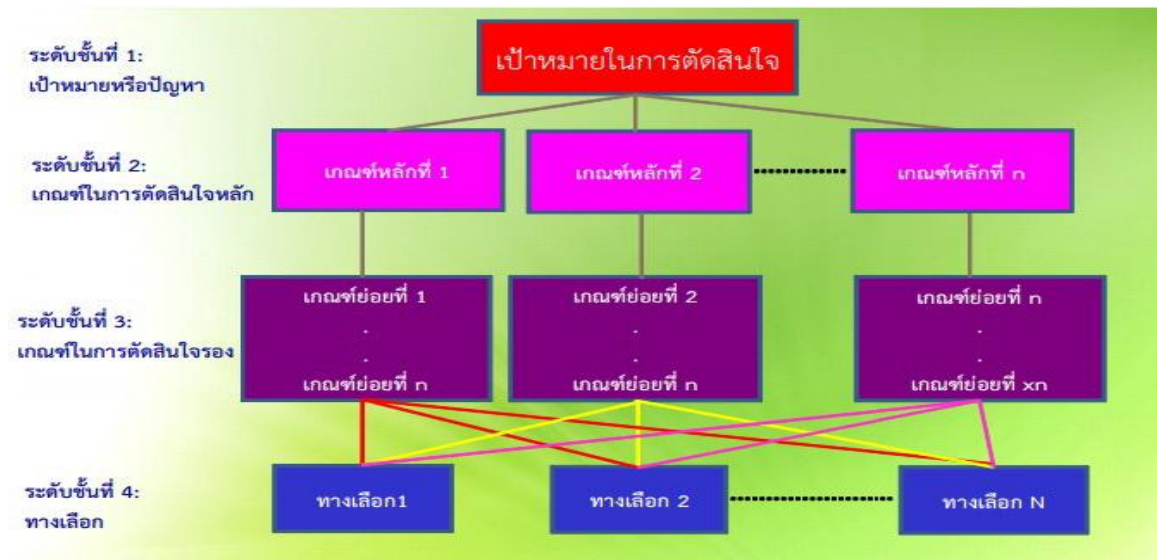 ระดับชั้นที่ 1:
เป้าหมายหรือปัญหา
เป้าหมายในการตัดสินใจ
ระดับชั้นที่ 2:
เกณฑ์ในการตัดสินใจหลัก
เกณฑ์หลักที่ 1
เกณฑ์หลักที่ 2
เกณฑ์หลักที่ n
ระดับชั้นที่ 3:
เกณฑ์ในการตัดสินใจรอง
เกณฑ์ย่อยที่ 1
.
.
เกณฑ์ย่อยที่ n
เกณฑ์ย่อยที่ 2
.
.
เกณฑ์ย่อยที่ n
เกณฑ์ย่อยที่ n
.
.
เกณฑ์ย่อยที่ xn
ระดับชั้นที่ 4:
ทางเลือก
ทางเลือก1
ทางเลือก 2
ทางเลือก N